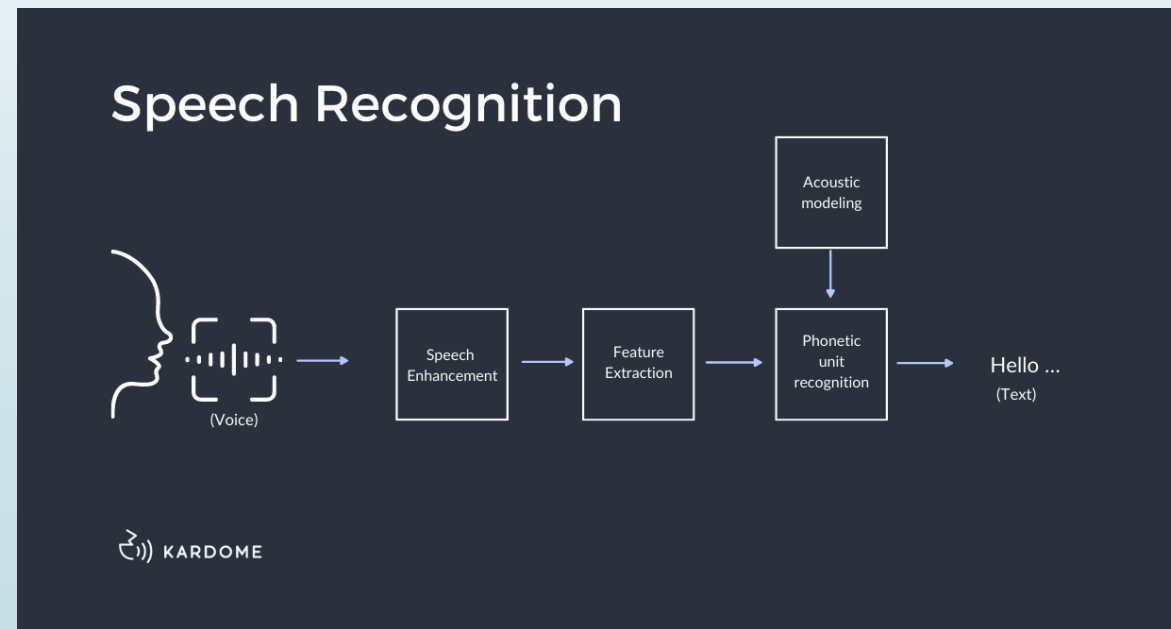 Speech Recognition
Acoustic
modeling
(Voice)
Speech
Enhancement
Feature
Extraction
Phonetic
unit
recognition
Hello ...
(Text)
KARDOME